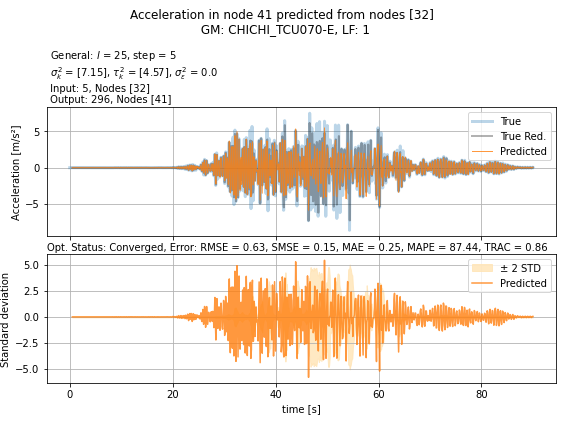 Acceleration in node 41 predicted from nodes [32]
GM: CHICHI_TCU070-E, LF: 1
General: l = 25, step = 5
σ²ₖ = [7.15], τ²ₖ = [4.57], σ²ε = 0.0
Input: 5, Nodes [32]
Output: 296, Nodes [41]
Acceleration [m/s²]
5
0
−5
True
True Red.
Predicted
Opt. Status: Converged, Error: RMSE = 0.63, SMSE = 0.15, MAE = 0.25, MAPE = 87.44, TRAC = 0.86
Standard deviation
5.0
2.5
0.0
−2.5
−5.0
± 2 STD
Predicted
0 20 40 60 80
time [s]